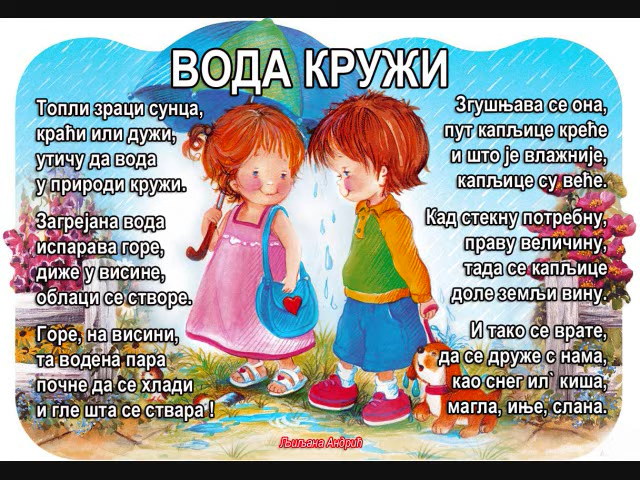 ВОДА КРУЖИ
Топли зраци сунца,
краћи или дужи,
утичу да вода
у природи кружи.
Загрејана вода
испарава горе,
диже у висине,
облаци се створе.
Горе, на висини,
та водена пара
почне да се хлади
и гле шта се ствара !
Згушњава се она,
пут капљице креће
и што је влажније,
капљице су веће.
Кад стекну потребну,
праву величину,
тада се капљице
доле земљи вину.
И тако се врате,
да се друже с нама,
као снег ил` киша,
магла, иње, слана.
Љиљана Андрић